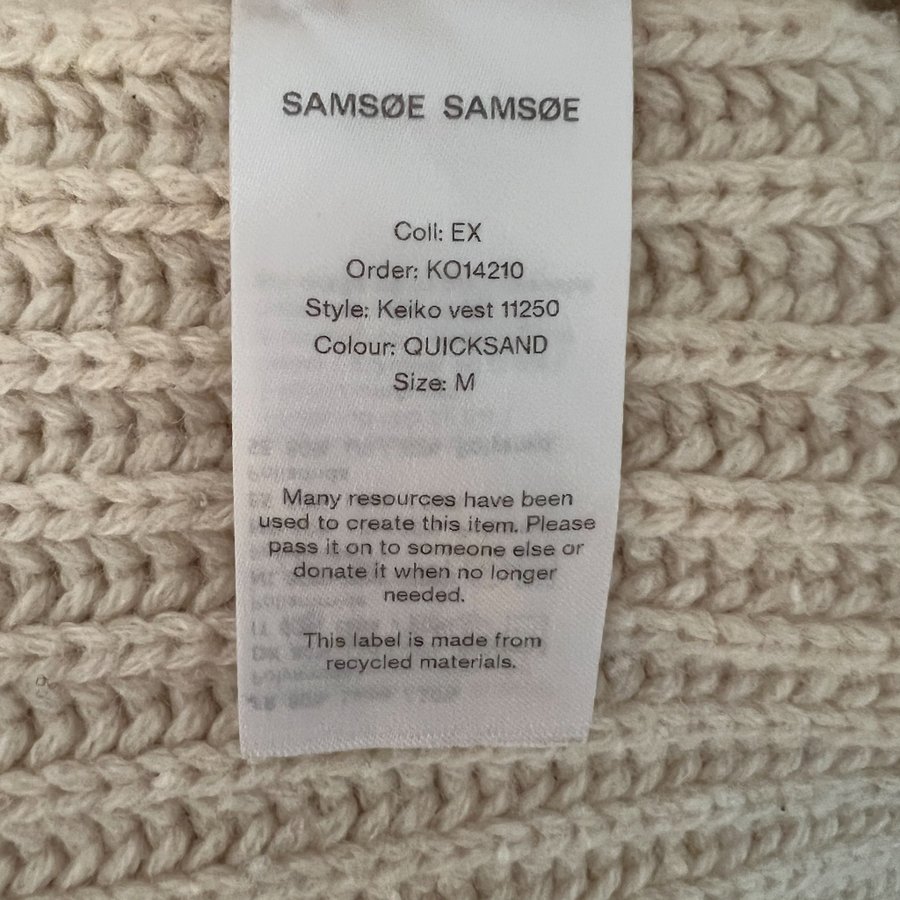 SAMSØE SAMSØE
Coll: EX
Order: KO14210
Style: Keiko vest 11250
Colour: QUICKSAND
Size: M
Many resources have been
used to create this item. Please
pass it on to someone else or
donate it when no longer
needed.
This label is made from
recycled materials.